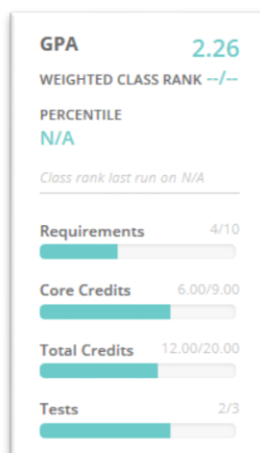 GPA 2.26
WEIGHTED CLASS RANK --/--
PERCENTILE
N/A
Class rank last run on N/A
Requirements 4/10
Core Credits 6.00/9.00
Total Credits 12.00/20.00
Tests 2/3